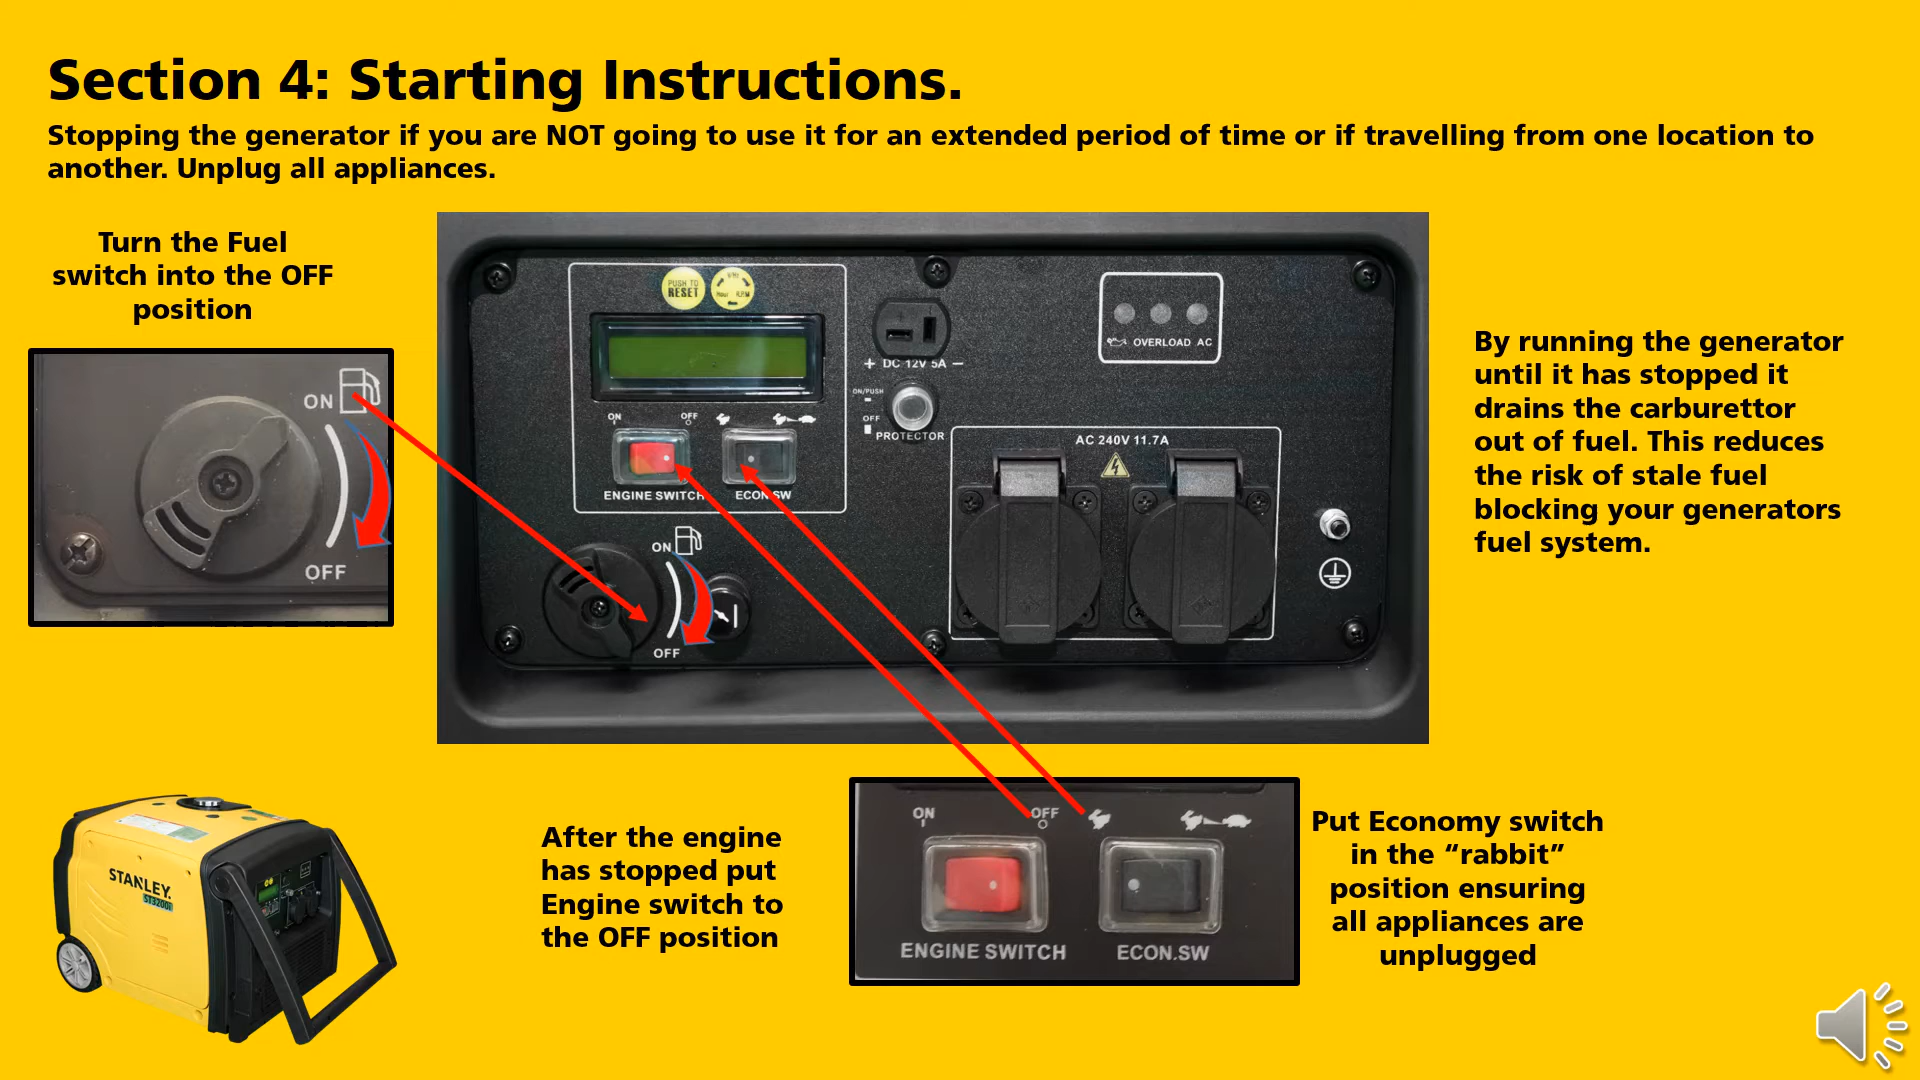 Section 4: Starting Instructions.
Stopping the generator if you are NOT going to use it for an extended period of time or if travelling from one location to
another. Unplug all appliances.
Turn the Fuel
switch into the OFF
position
ON
OFF
PUSH TO
RESET
V/Hz
Hour R.P.M
ON OFF
ENGINE SWITCH ECON.SW
ON
OFF
+ DC 12V 5A −
ON/PUSH
OFF
PROTECTOR
OVERLOAD AC
AC 240V 11.7A
By running the generator
until it has stopped it
drains the carburettor
out of fuel. This reduces
the risk of stale fuel
blocking your generators
fuel system.
STANLEY
ST3200i
After the engine
has stopped put
Engine switch to
the OFF position
ON OFF
ENGINE SWITCH ECON.SW
Put Economy switch
in the “rabbit”
position ensuring
all appliances are
unplugged